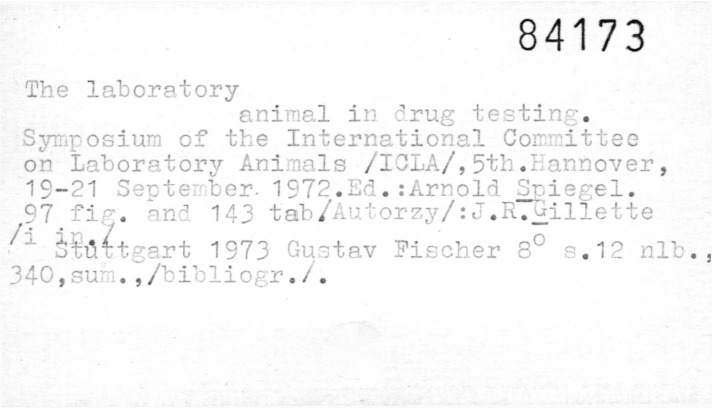 84173
The laboratory
animal in drug testing.
Symposium of the International Committee
on Laboratory Animals /ICLA/,5th.Hannover,
19-21 September. 1972.Ed.:Arnold Spiegel.
97 fig. and 143 tab/Autorzy/:J.R.Gillette
/i in./
Stuttgart 1973 Gustav Fischer 8° s.12 nlb.,
340,sum.,/bibliogr./.